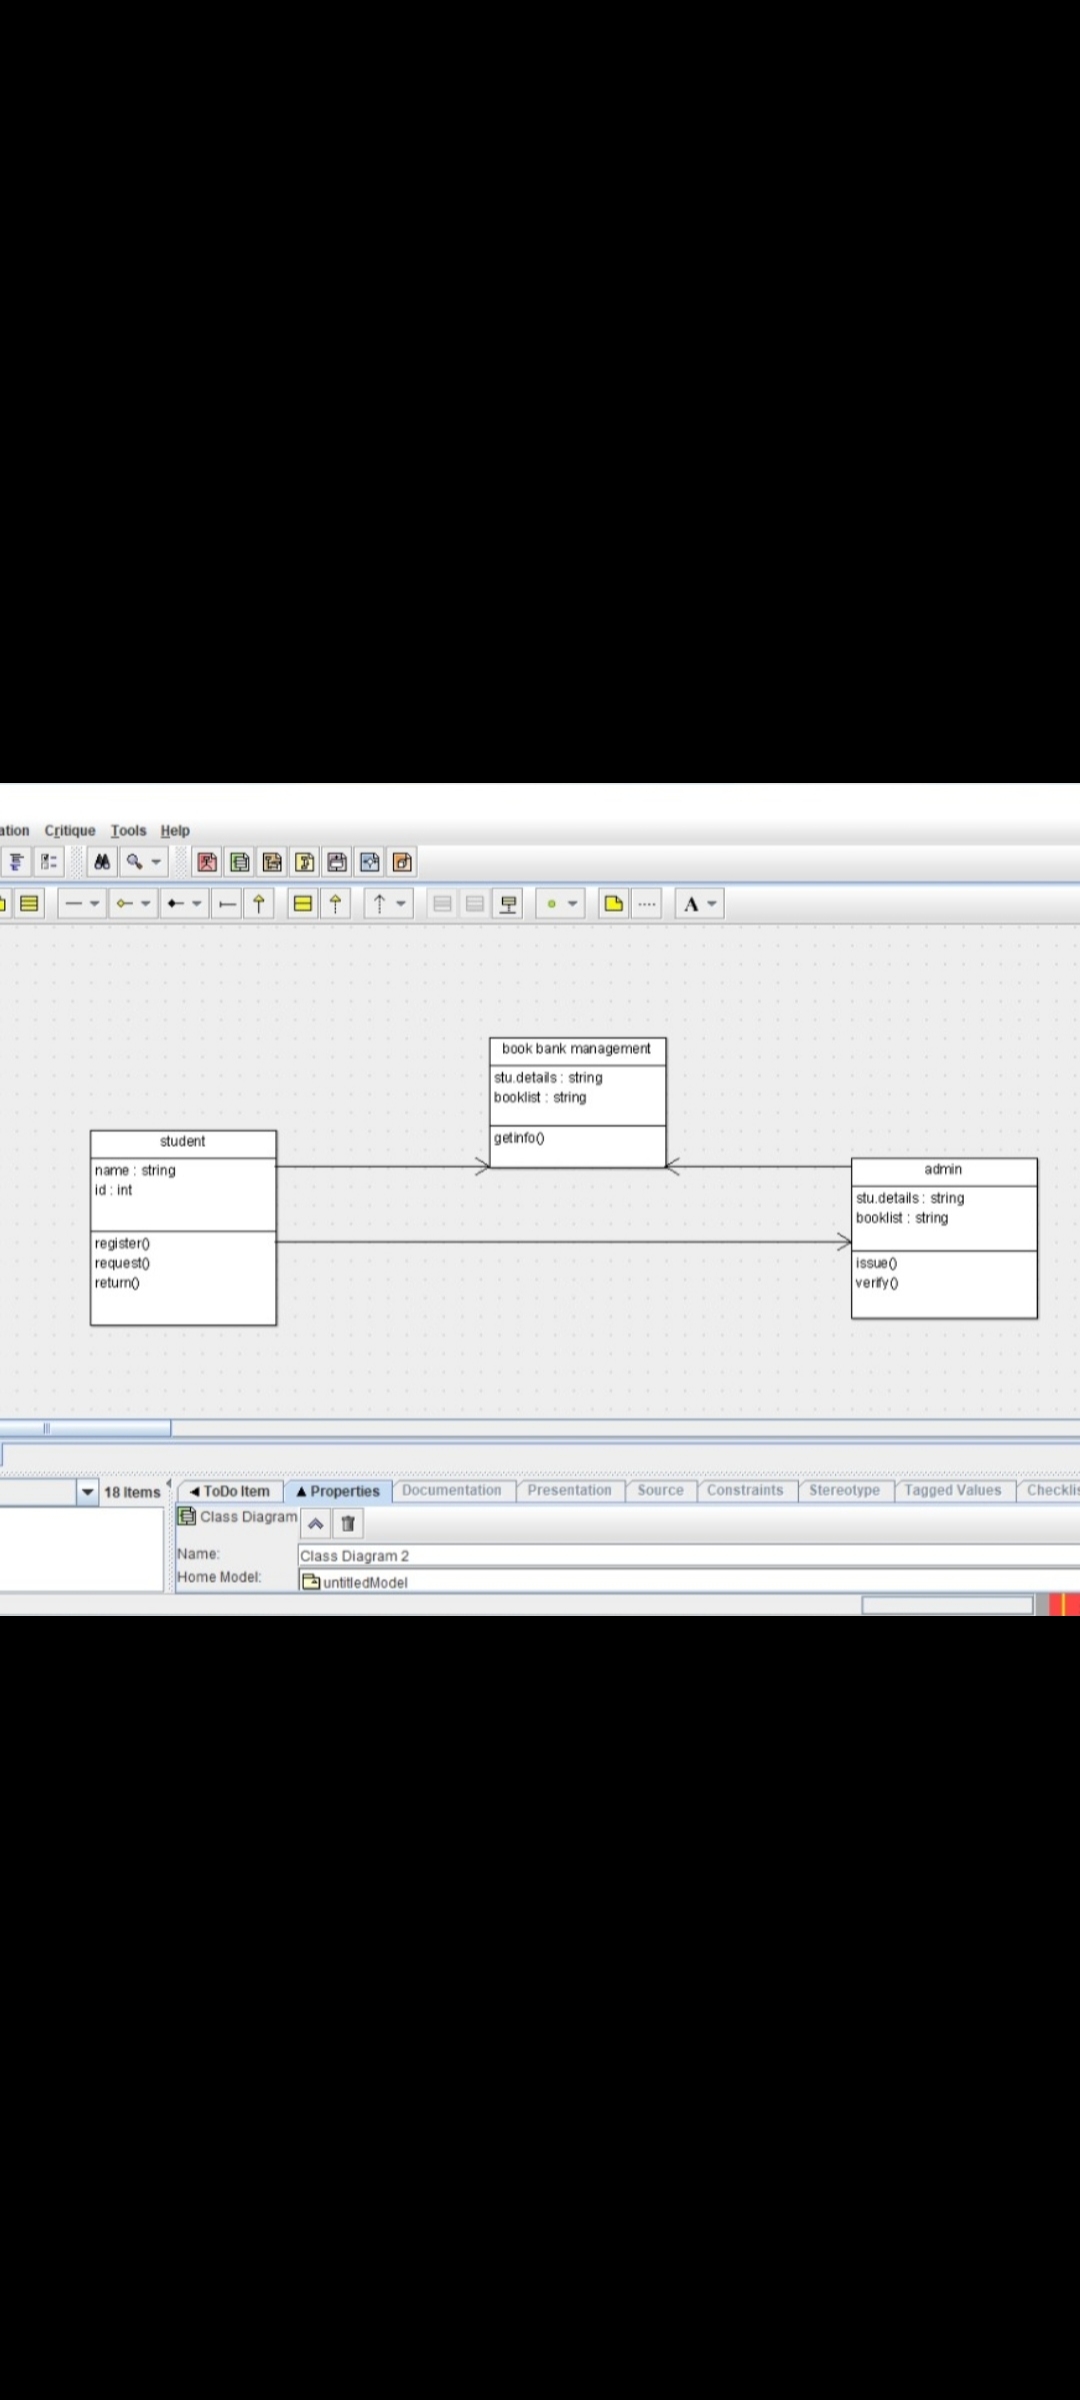 ation Critique Tools Help
A
book bank management
stu.details : string
booklist : string
getinfo()
student
name : string
id : int
register()
request()
return()
admin
stu.details : string
booklist : string
issue()
verify()
18 Items
ToDo Item Properties Documentation Presentation Source Constraints Stereotype Tagged Values Checklis
Class Diagram
Name: Class Diagram 2
Home Model: untitledModel